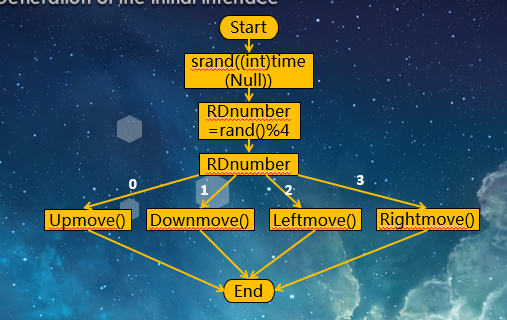 Generation of the initial interface
Start
srand((int)time
(Null))
RDnumber
=rand()%4
RDnumber
0
1
2
3
Upmove()
Downmove()
Leftmove()
Rightmove()
End